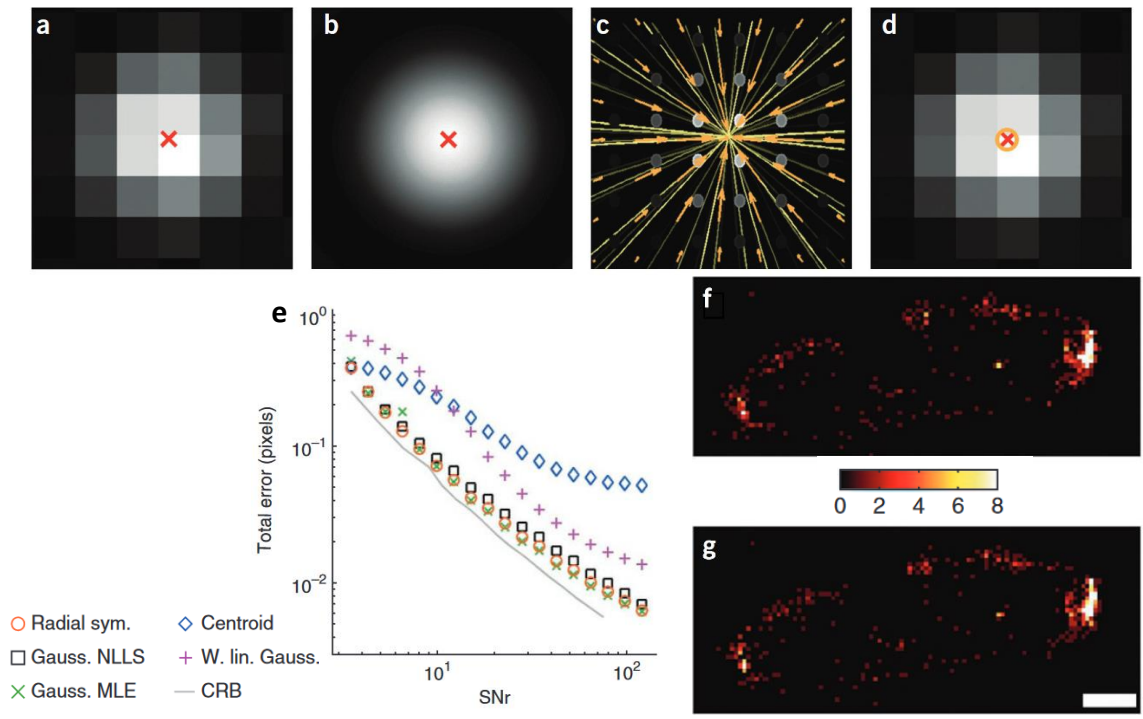 a
b
c
d
e
10⁰
10⁻¹
10⁻²
Total error (pixels)
10¹
10²
SNr
Radial sym.
Centroid
Gauss. NLLS
W. lin. Gauss.
Gauss. MLE
CRB
f
0 2 4 6 8
g